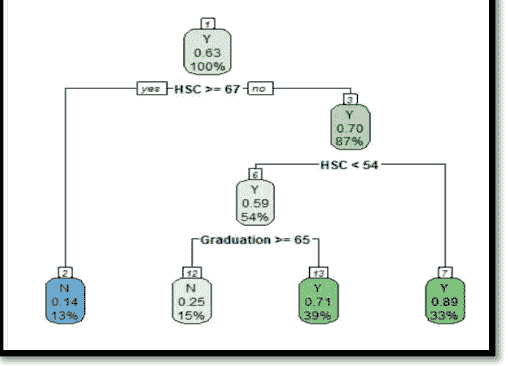 1
Y
0.63
100%
yes HSC >= 67 no
3
Y
0.70
87%
HSC < 54
6
Y
0.59
54%
Graduation >= 65
2
N
0.14
13%
12
N
0.25
15%
13
Y
0.71
39%
7
Y
0.89
33%